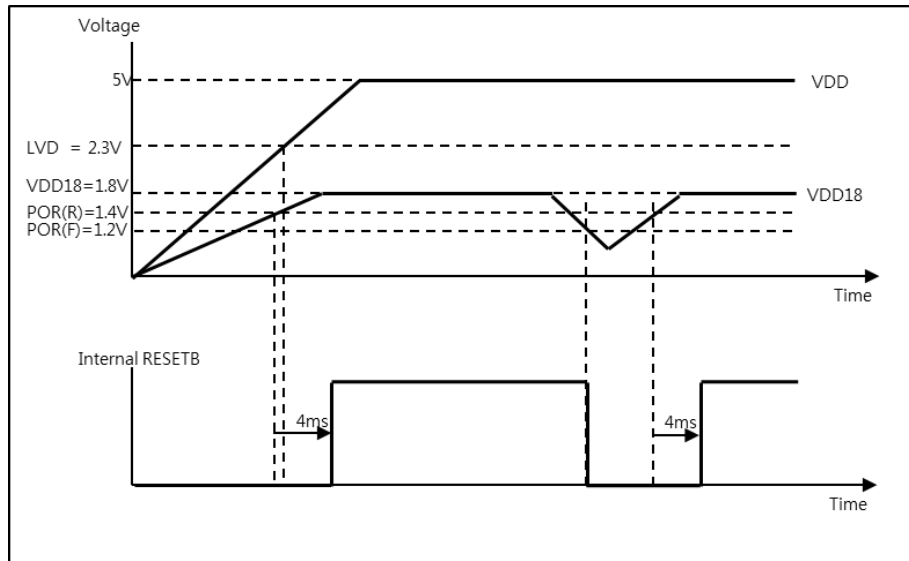 Voltage
5V
VDD
LVD = 2.3V
VDD18=1.8V
VDD18
POR(R)=1.4V
POR(F)=1.2V
Time
Internal RESETB
4ms
4ms
Time